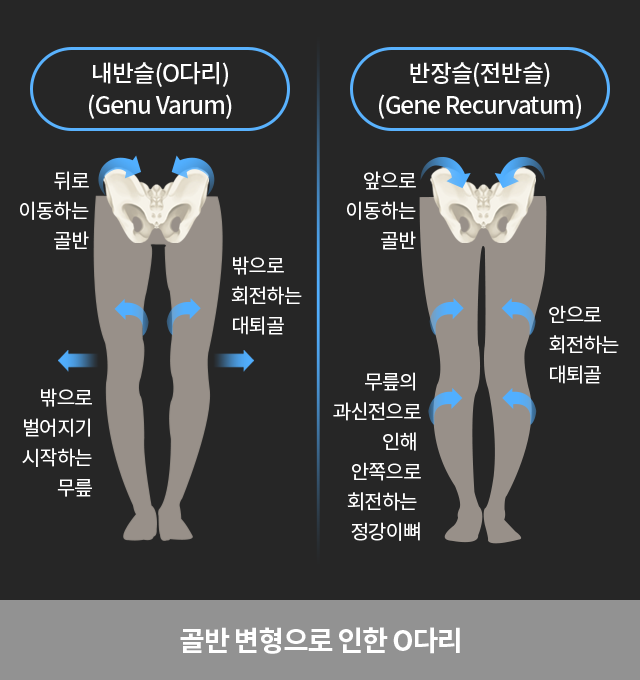 내반슬(O다리)
(Genu Varum)
뒤로
이동하는
골반
밖으로
회전하는
대퇴골
밖으로
벌어지기
시작하는
무릎
반장슬(전반슬)
(Gene Recurvatum)
앞으로
이동하는
골반
안으로
회전하는
대퇴골
무릎의
과신전으로
인해
안쪽으로
회전하는
정강이뼈
골반 변형으로 인한 O다리